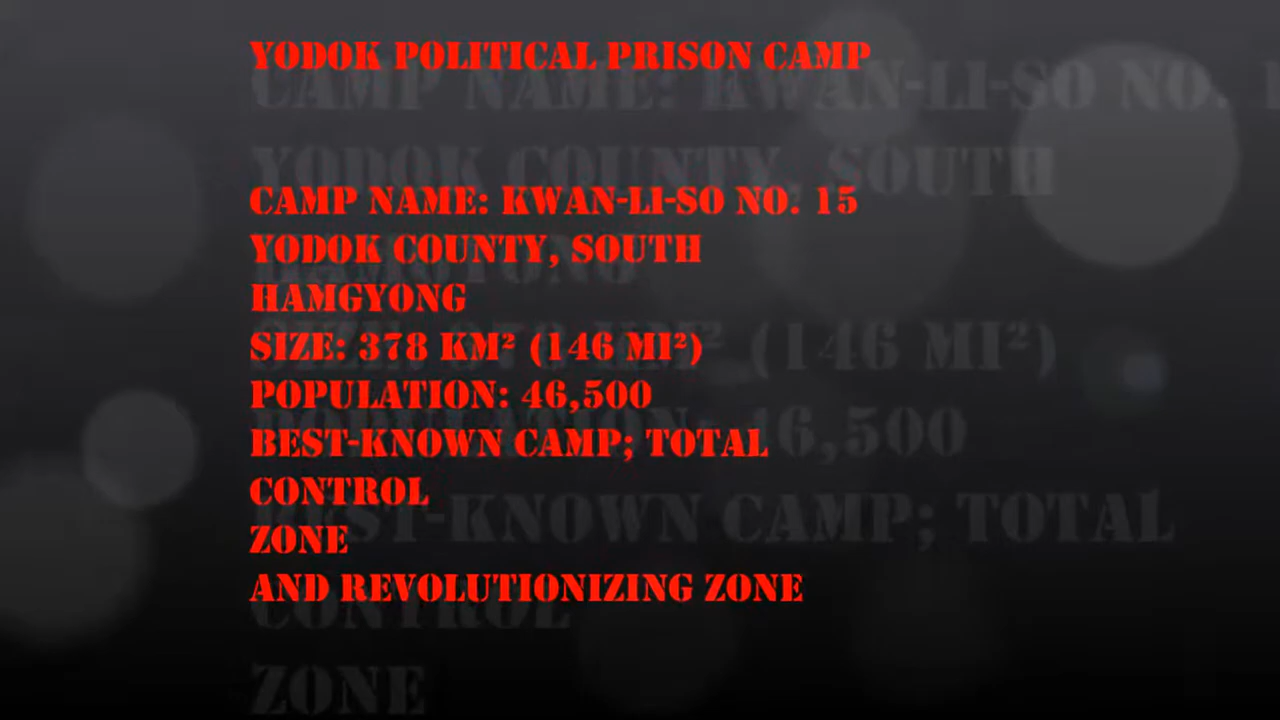 YODOK POLITICAL PRISON CAMP
CAMP NAME: KWAN-LI-SO NO. 15
YODOK COUNTY, SOUTH
HAMGYONG
SIZE: 378 KM² (146 MI²)
POPULATION: 46,500
BEST-KNOWN CAMP; TOTAL
CONTROL
ZONE
AND REVOLUTIONIZING ZONE